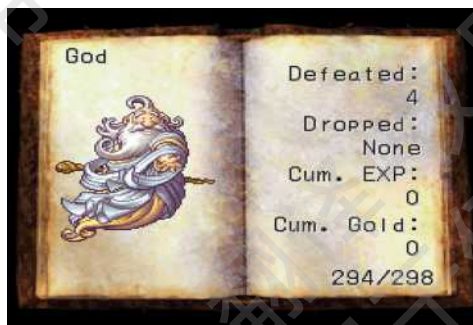 God
Defeated:
4
Dropped:
None
Cum. EXP:
0
Cum. Gold:
0
294/298